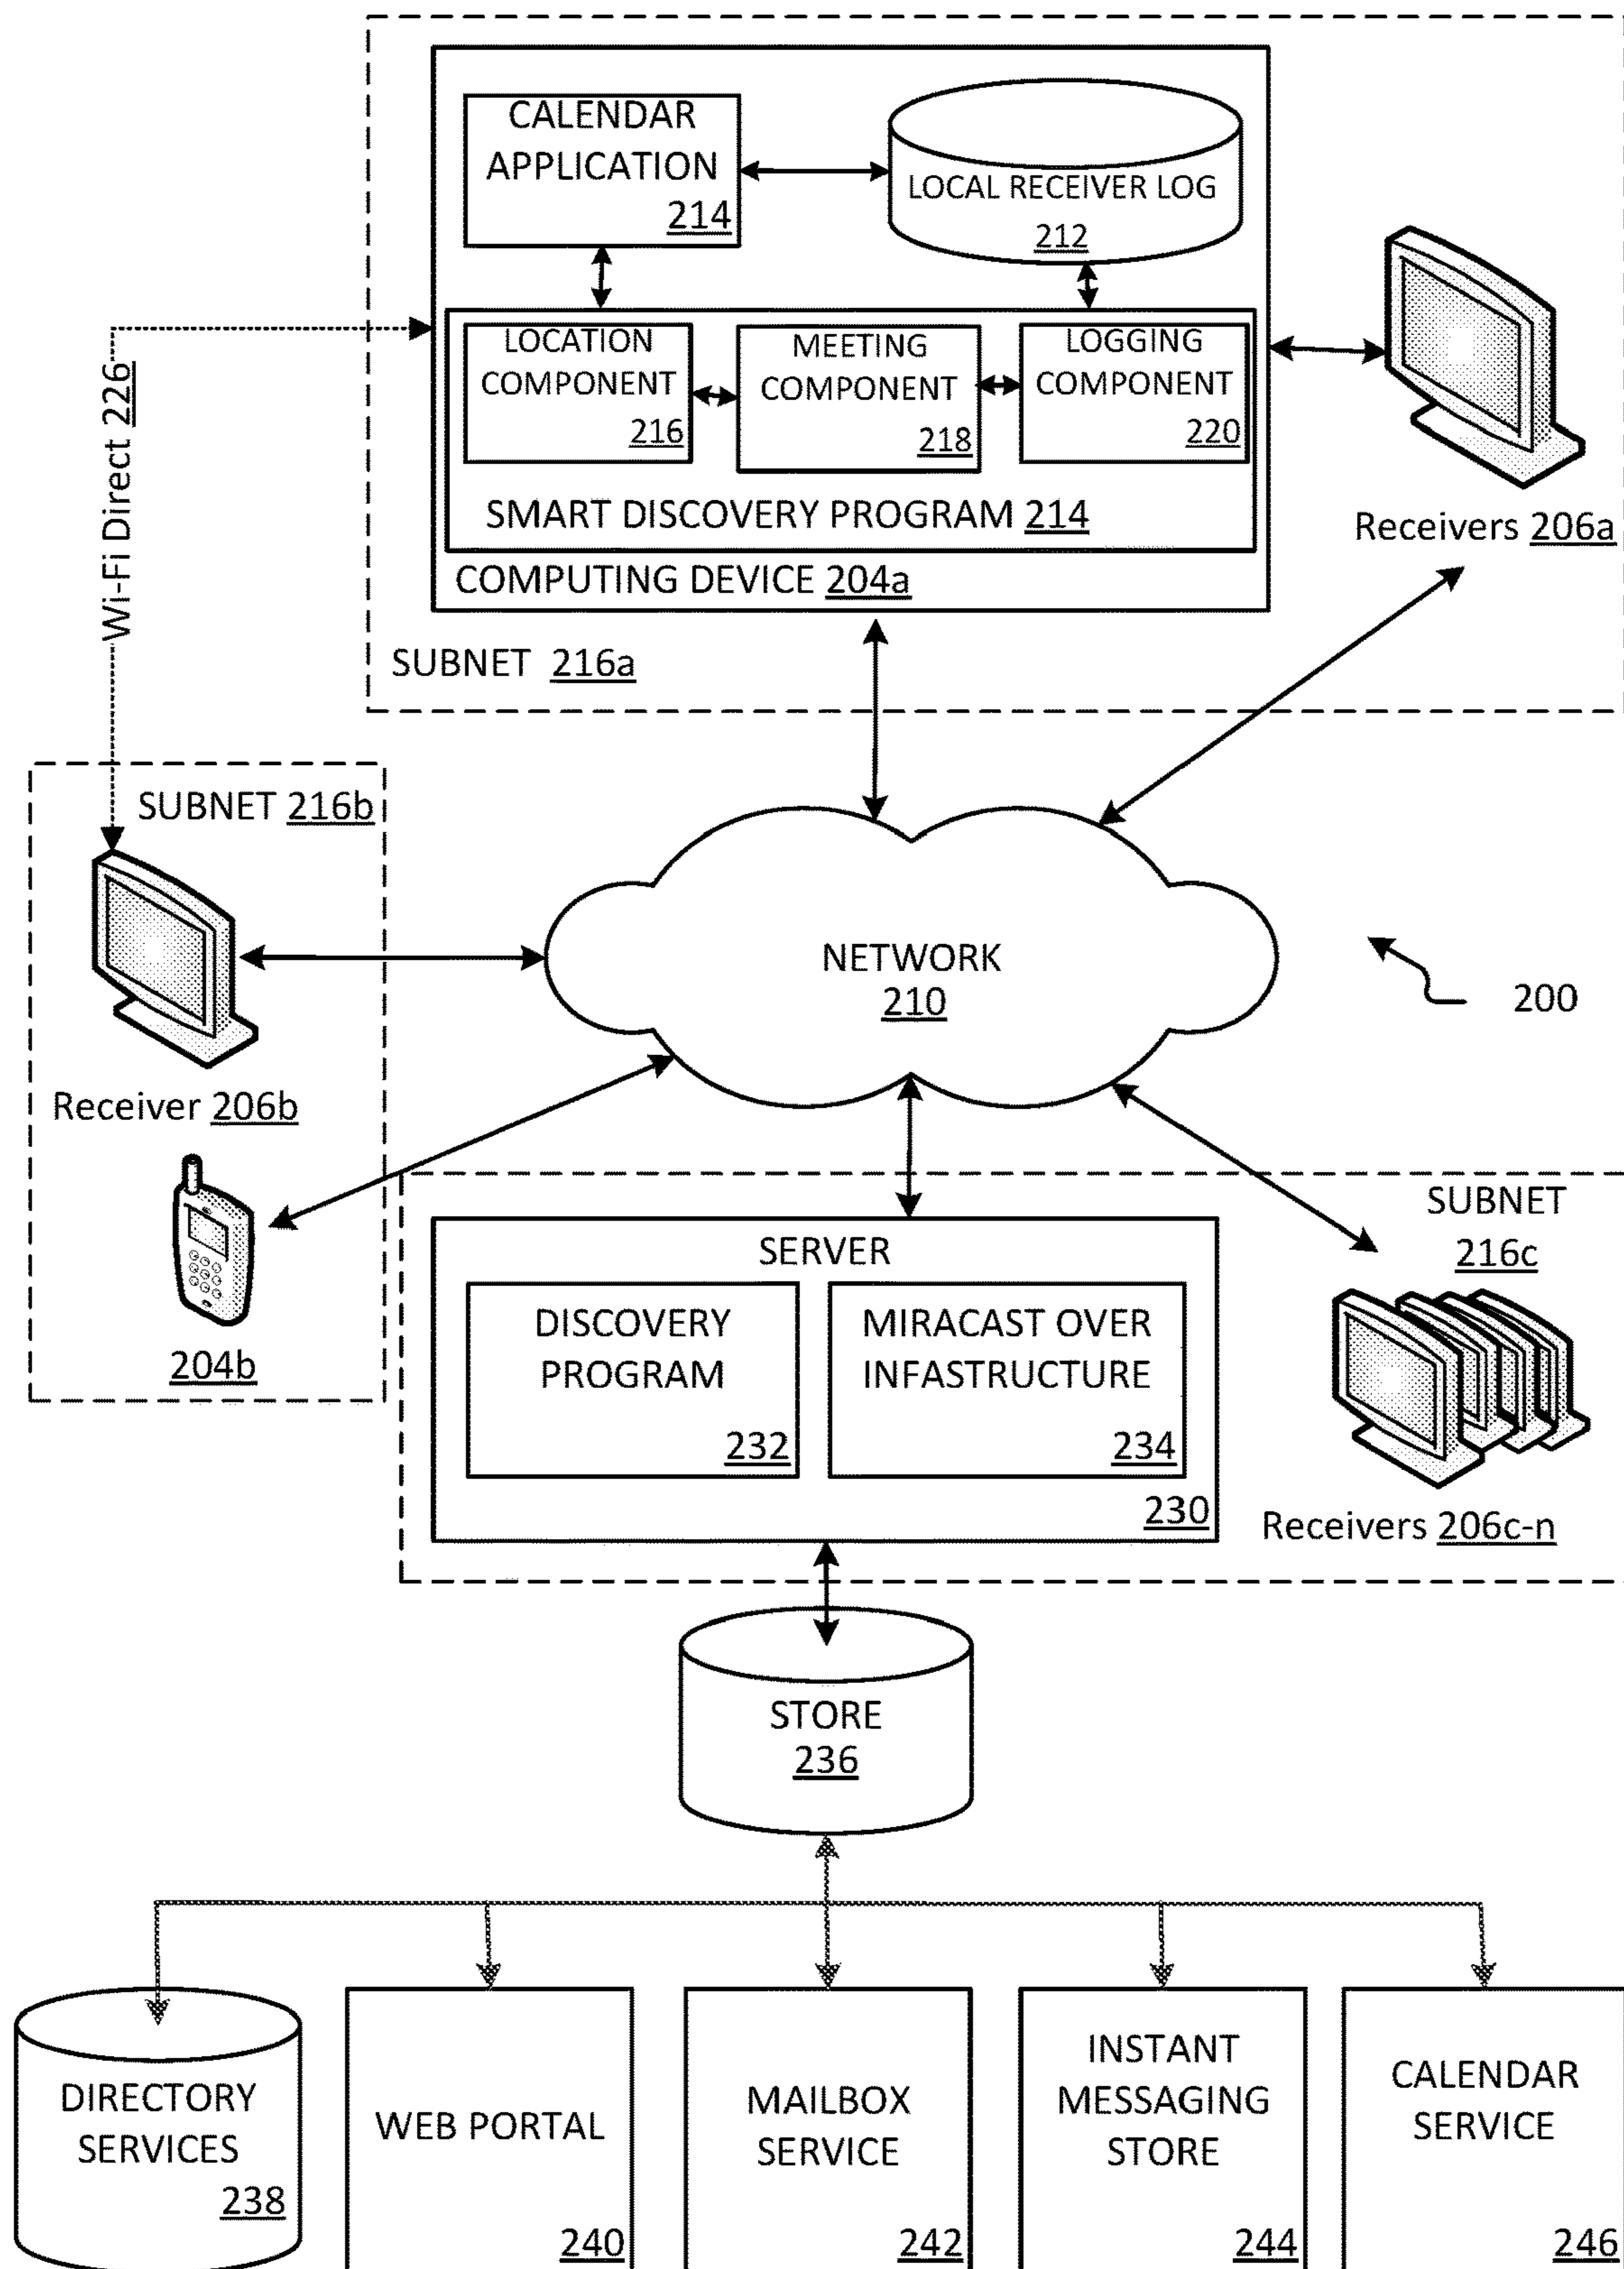 CALENDAR
APPLICATION
214
LOCAL RECEIVER LOG
212
LOCATION
COMPONENT
216
MEETING
COMPONENT
218
LOGGING
COMPONENT
220
SMART DISCOVERY PROGRAM 214
COMPUTING DEVICE 204a
SUBNET 216a
Receivers 206a
Wi-Fi Direct 226
SUBNET 216b
Receiver 206b
204b
NETWORK
210
200
SERVER
DISCOVERY
PROGRAM
232
MIRACAST OVER
INFASTRUCTURE
234
230
SUBNET
216c
Receivers 206c-n
STORE
236
DIRECTORY
SERVICES
238
WEB PORTAL
240
MAILBOX
SERVICE
242
INSTANT
MESSAGING
STORE
244
CALENDAR
SERVICE
246